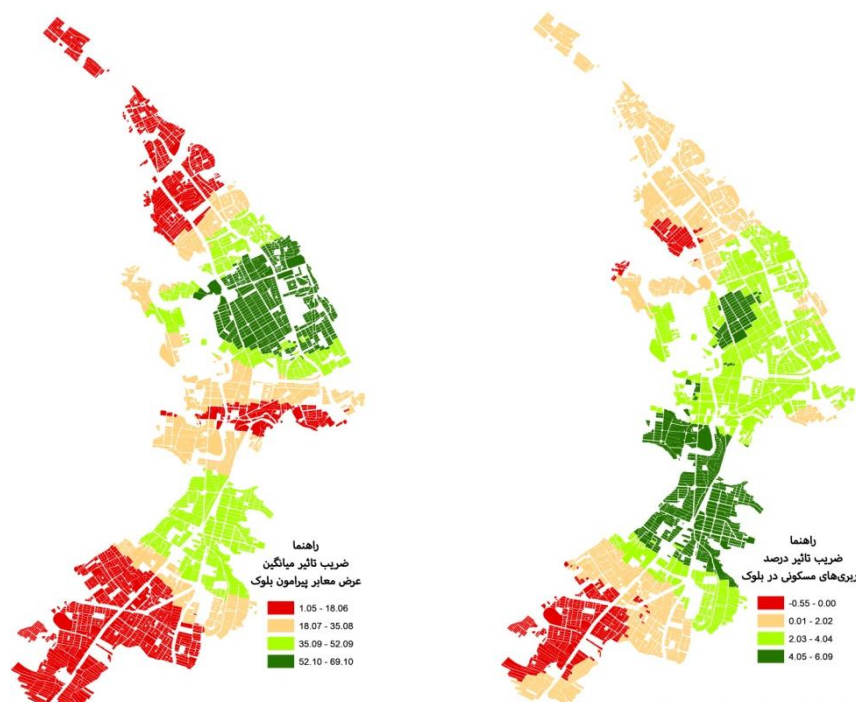 راهنما
ضریب تاثیر میانگین
عرض معابر پیرامون بلوک
1.05 - 18.06
18.07 - 35.08
35.09 - 52.09
52.10 - 69.10
راهنما
ضریب تاثیر درصد
ربری‌های مسکونی در بلوک
-0.55 - 0.00
0.01 - 2.02
2.03 - 4.04
4.05 - 6.09